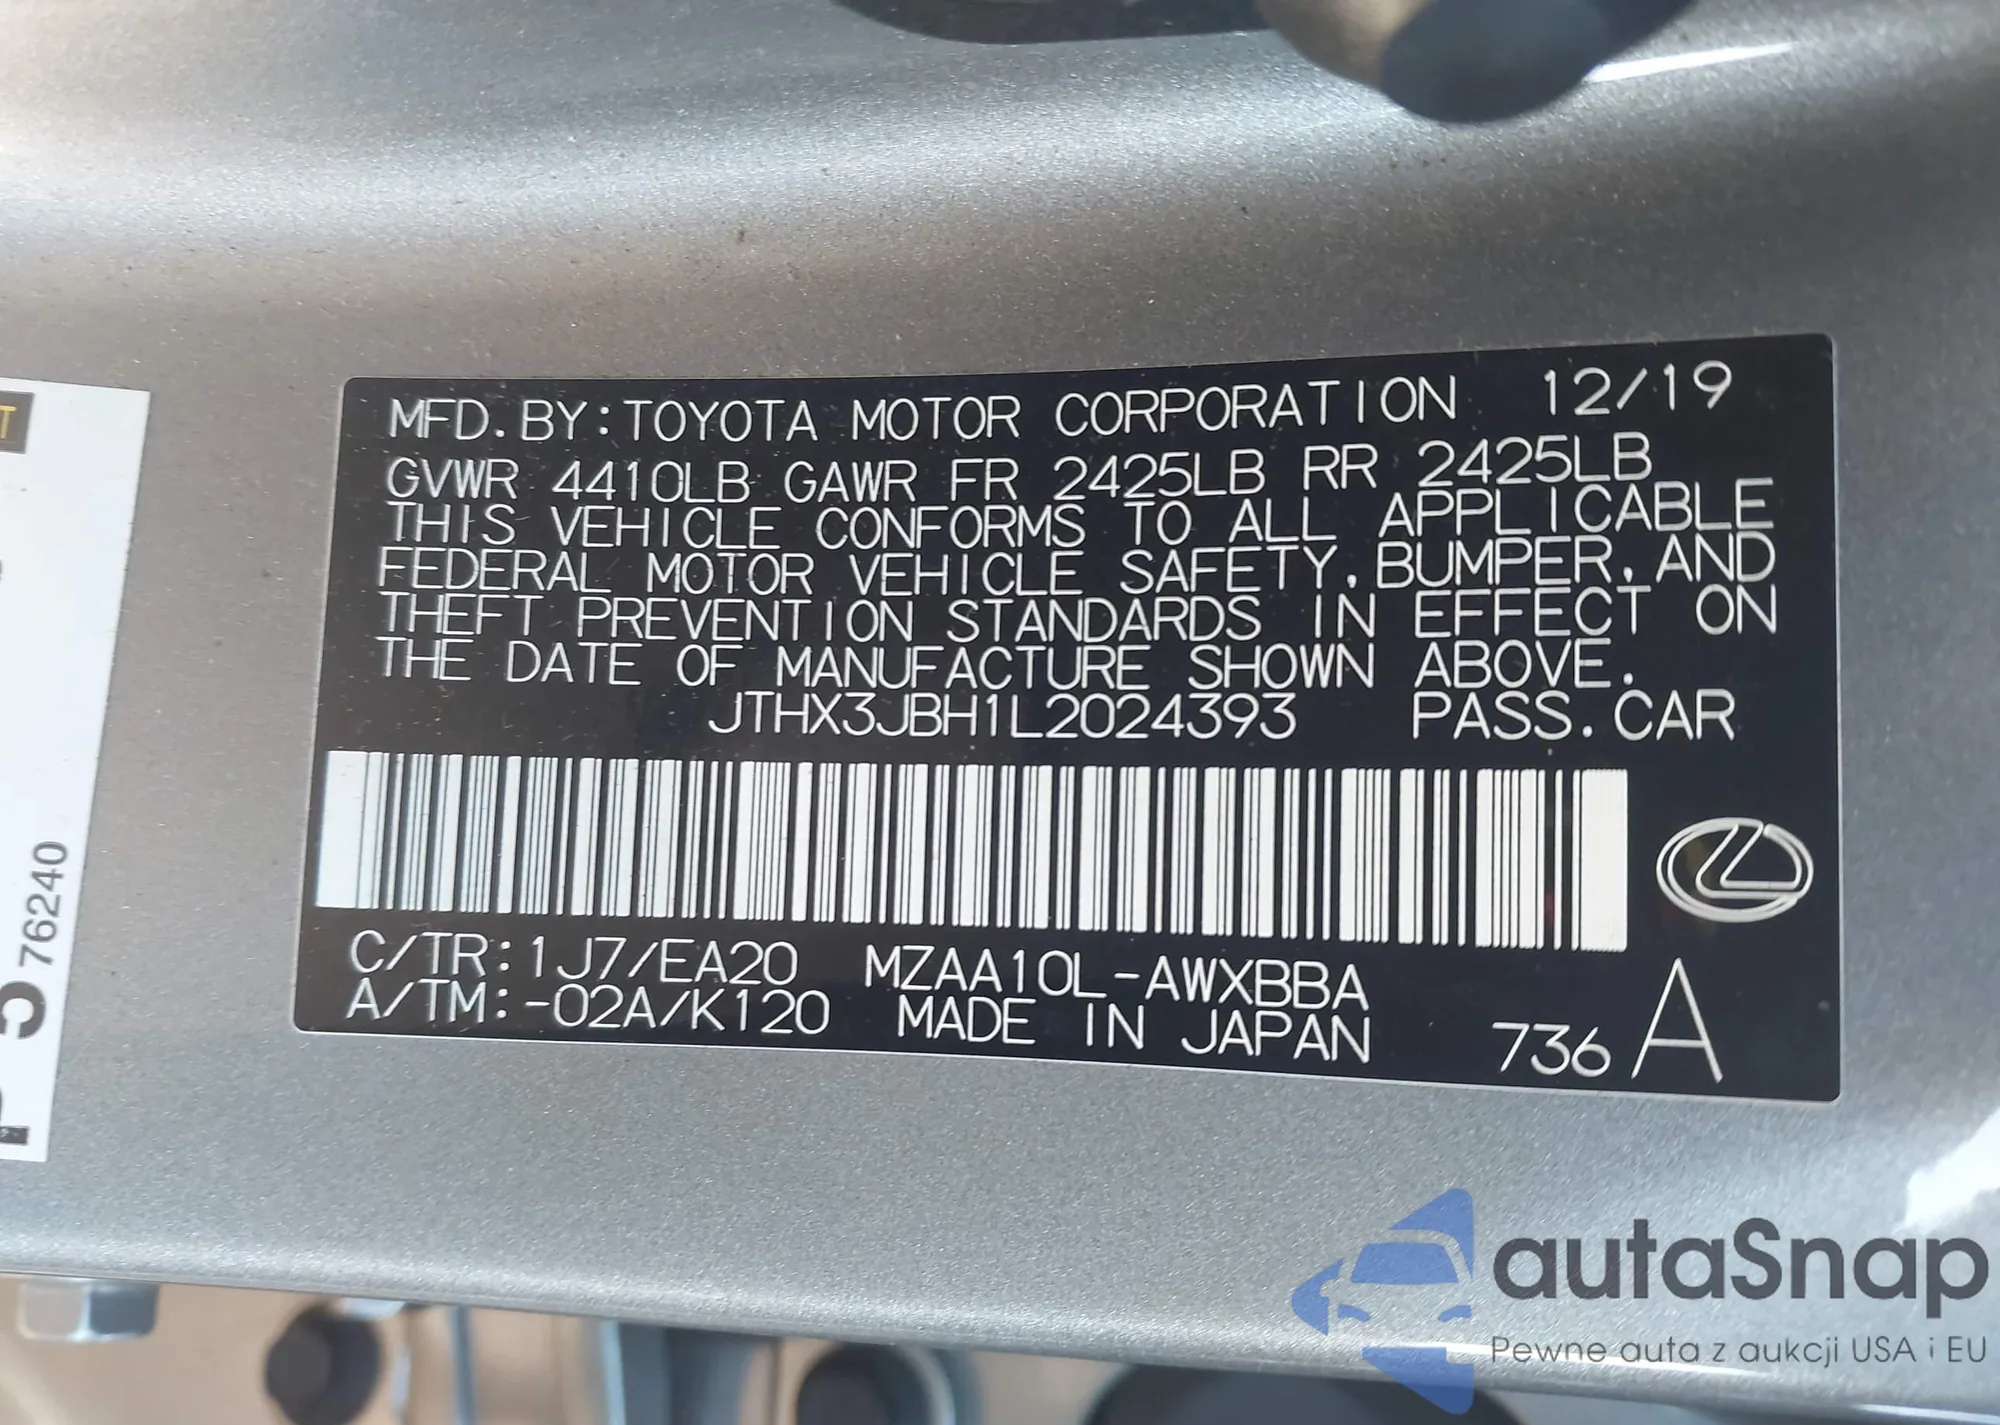 MFD. BY: TOYOTA MOTOR CORPORATION 12/19
GVWR 4410LB GAWR FR 2425LB RR 2425LB
THIS VEHICLE CONFORMS TO ALL APPLICABLE
FEDERAL MOTOR VEHICLE SAFETY, BUMPER, AND
THEFT PREVENTION STANDARDS IN EFFECT ON
THE DATE OF MANUFACTURE SHOWN ABOVE.
JTHX3JBH1L2024393 PASS. CAR
C/TR: 1J7/EA20 MZAA10L-AWXBBA
A/TM: -02A/K120 MADE IN JAPAN 736 A
76240
autaSnap
Pewne auta z aukcji USA i EU